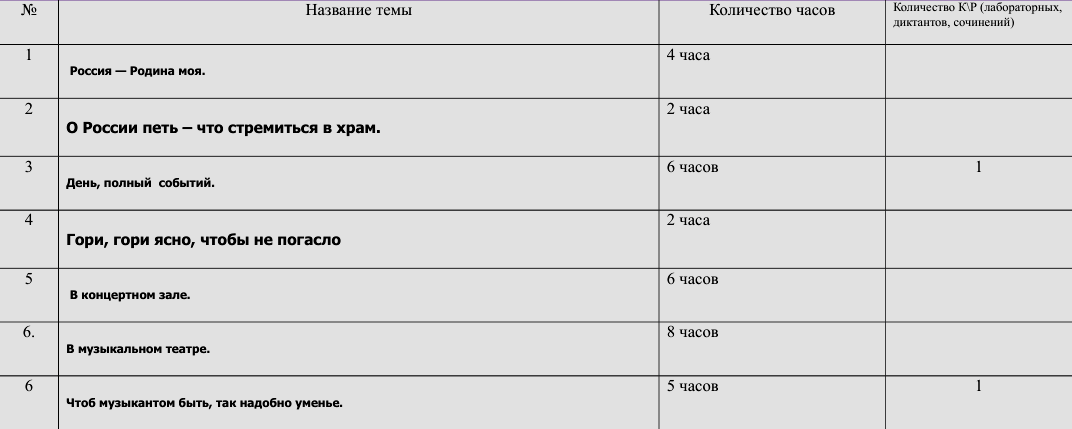 № Название темы Количество часов Количество К\Р (лабораторных,
диктантов, сочинений)
1 Россия — Родина моя. 4 часа
2 О России петь – что стремиться в храм. 2 часа
3 День, полный событий. 6 часов 1
4 Гори, гори ясно, чтобы не погасло 2 часа
5 В концертном зале. 6 часов
6. В музыкальном театре. 8 часов
6 Чтоб музыкантом быть, так надобно уменье. 5 часов 1